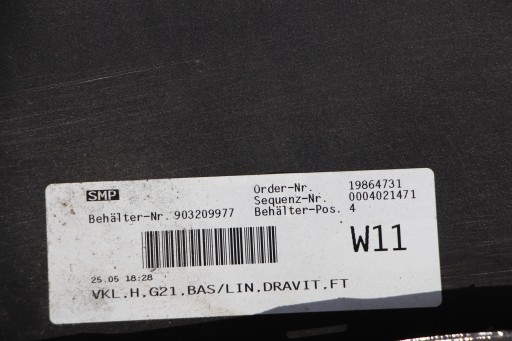 SMP
Order-Nr. 19864731
Sequenz-Nr. 0004021471
Behälter-Nr. 903209977 Behälter-Pos. 4
W11
25.05 18:28
VKL.H.G21.BAS/LIN.DRAVIT.FT